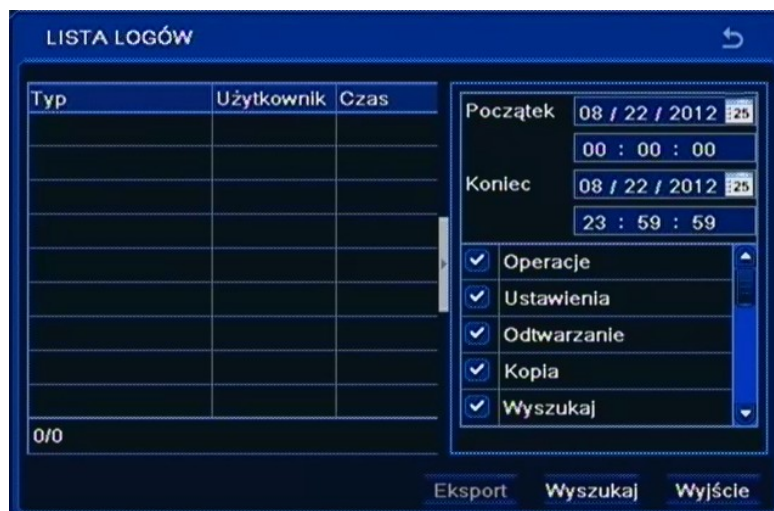 LISTA LOGÓW
Typ Użytkownik Czas
0/0
Początek 08 / 22 / 2012 25
00 : 00 : 00
Koniec 08 / 22 / 2012 25
23 : 59 : 59
Operacje
Ustawienia
Odtwarzanie
Kopia
Wyszukaj
Eksport Wyszukaj Wyjście